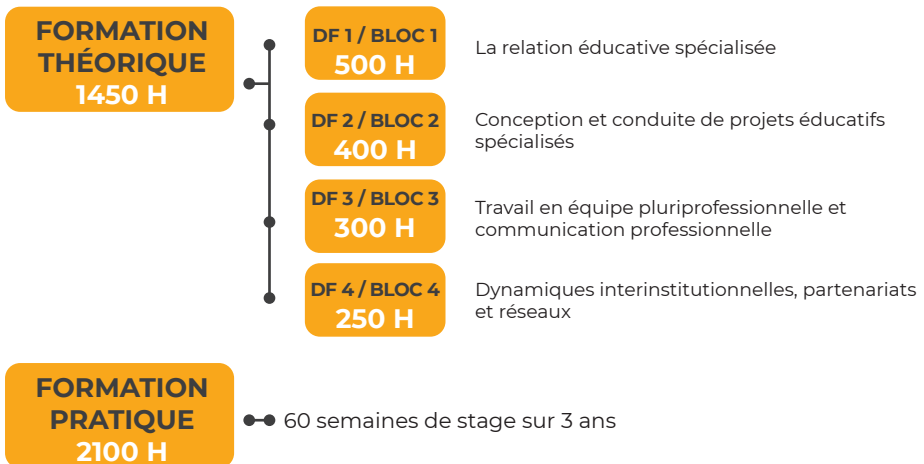 FORMATION
THÉORIQUE
1450 H
DF 1 / BLOC 1
500 H
La relation éducative spécialisée
DF 2 / BLOC 2
400 H
Conception et conduite de projets éducatifs
spécialisés
DF 3 / BLOC 3
300 H
Travail en équipe pluriprofessionnelle et
communication professionnelle
DF 4 / BLOC 4
250 H
Dynamiques interinstitutionnelles, partenariats
et réseaux
FORMATION
PRATIQUE
2100 H
60 semaines de stage sur 3 ans